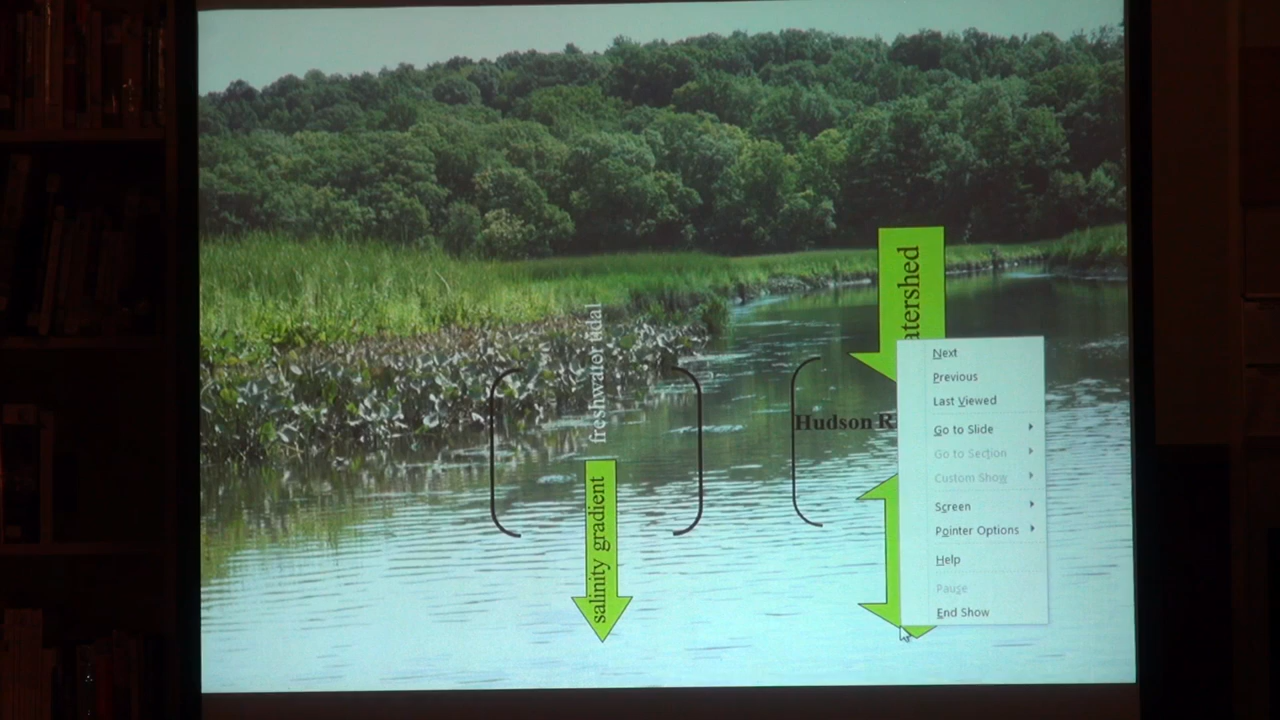 freshwater tidal
salinity gradient
atershed
Hudson R
Next
Previous
Last Viewed
Go to Slide
Go to Section
Custom Show
Screen
Pointer Options
Help
Pause
End Show